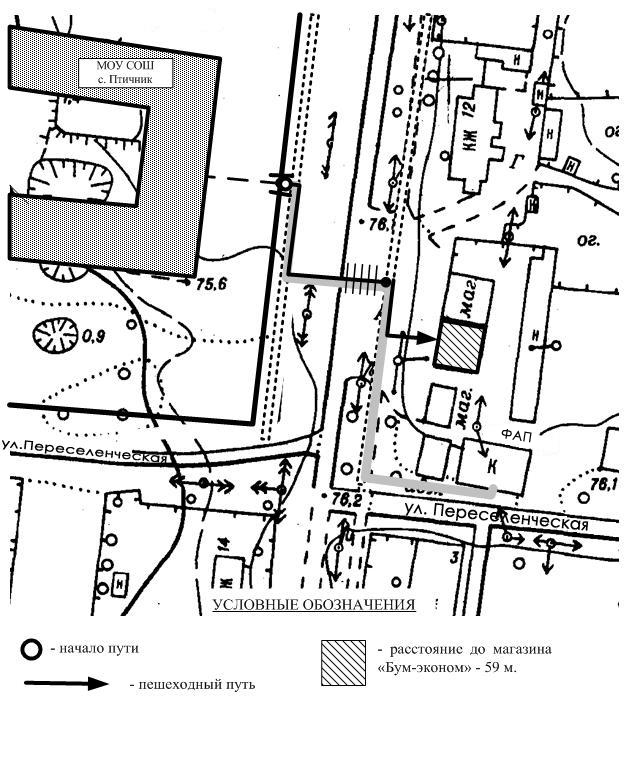 МОУ СОШ
с. Птичник
КЖ 12
Н
Н
Н
Н
Н
Г
ог.
ог.
76,
75,6
маг.
Н
0,9
маг.
ФАП
К
ул.Переселенческая
76,2
76,1
ул. Переселенческая
Ж 14
Н
3
УСЛОВНЫЕ ОБОЗНАЧЕНИЯ
- начало пути
- пешеходный путь
- расстояние до магазина
«Бум-эконом» - 59 м.